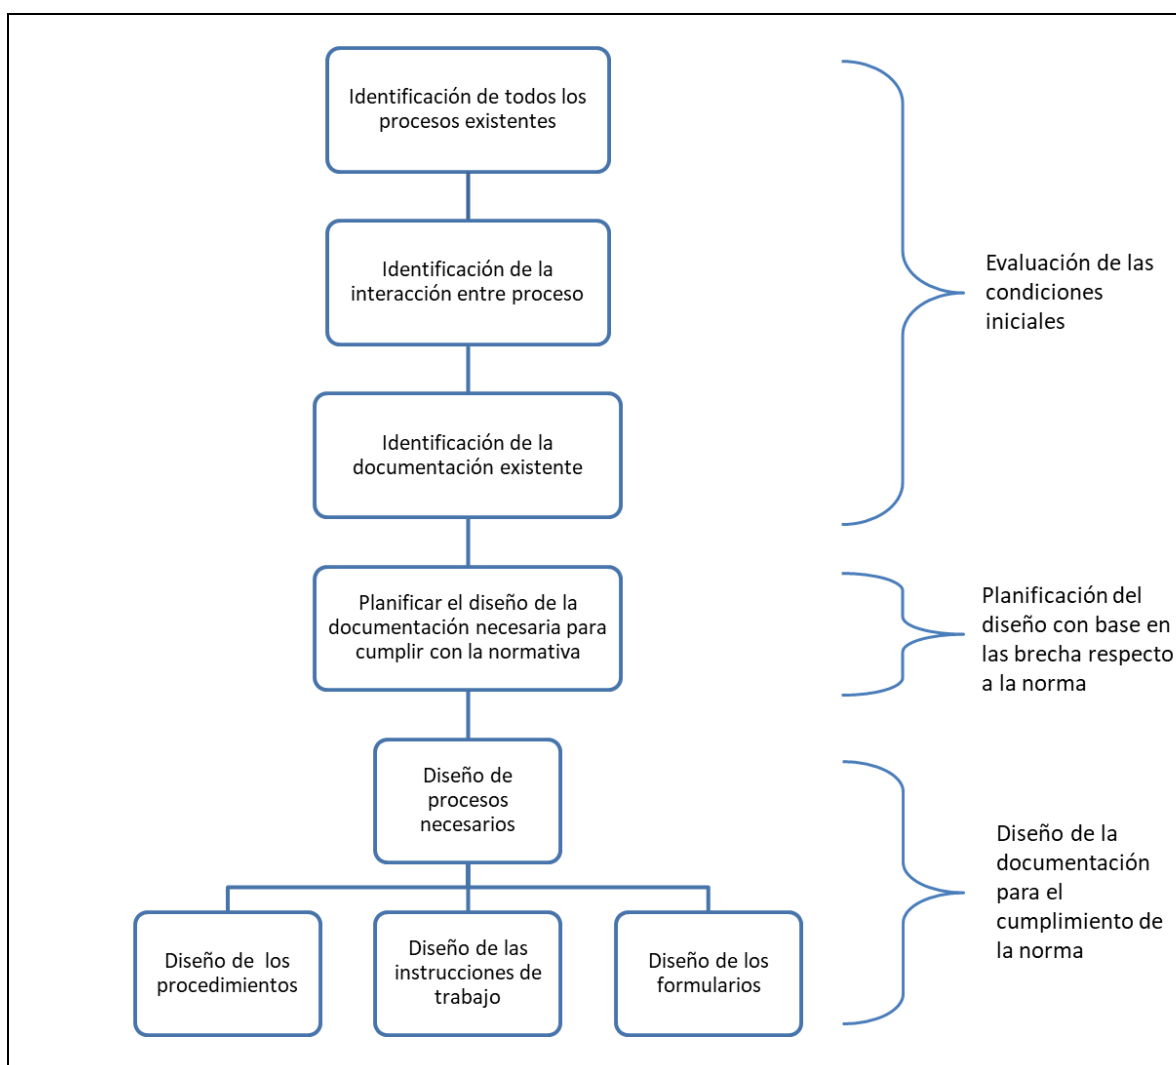 Identificación de todos los
procesos existentes
Identificación de la
interacción entre proceso
Identificación de la
documentación existente
Evaluación de las
condiciones
iniciales
Planificar el diseño de la
documentación necesaria para
cumplir con la normativa
Planificación del
diseño con base en
las brecha respecto
a la norma
Diseño de
procesos
necesarios
Diseño de los
procedimientos
Diseño de las
instrucciones de
trabajo
Diseño de los
formularios
Diseño de la
documentación
para el
cumplimiento de
la norma